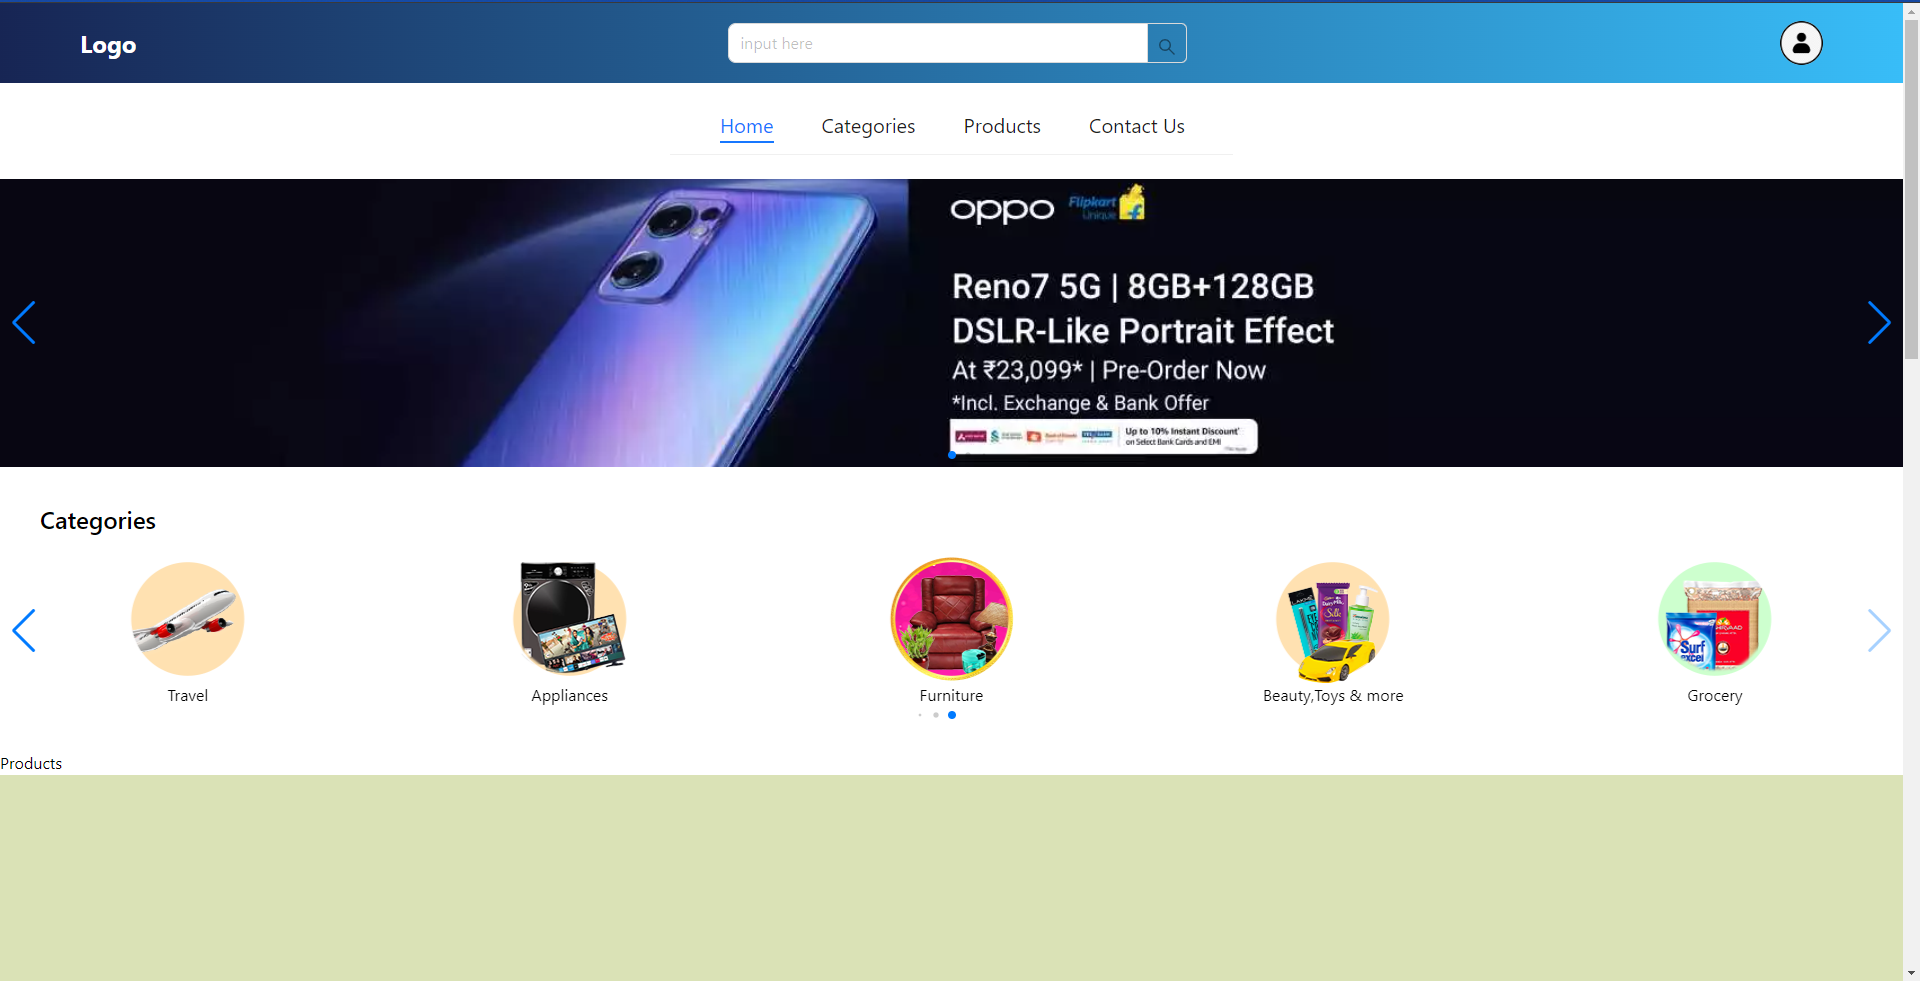 Logo
input here
Home Categories Products Contact Us
oppo Flipkart Unique
Reno7 5G | 8GB+128GB
DSLR-Like Portrait Effect
At ₹23,099* | Pre-Order Now
*Incl. Exchange & Bank Offer
Up to 10% Instant Discount*
on Select Bank Cards and EMI
Categories
Surf
excel
Travel Appliances Furniture Beauty,Toys & more Grocery
Products